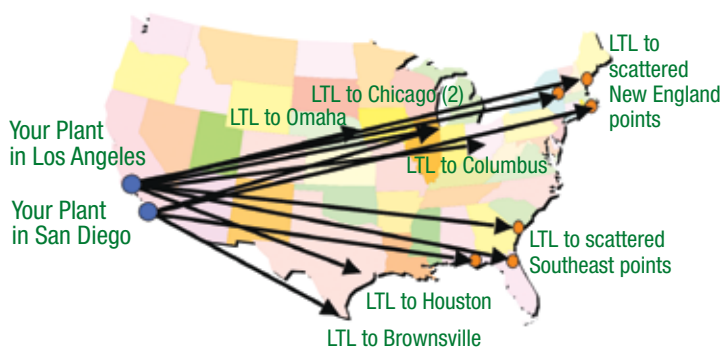 LTL to
scattered
New England
points
LTL to Chicago (2)
LTL to Omaha
Your Plant
in Los Angeles
LTL to Columbus
Your Plant
in San Diego
LTL to scattered
Southeast points
LTL to Houston
LTL to Brownsville